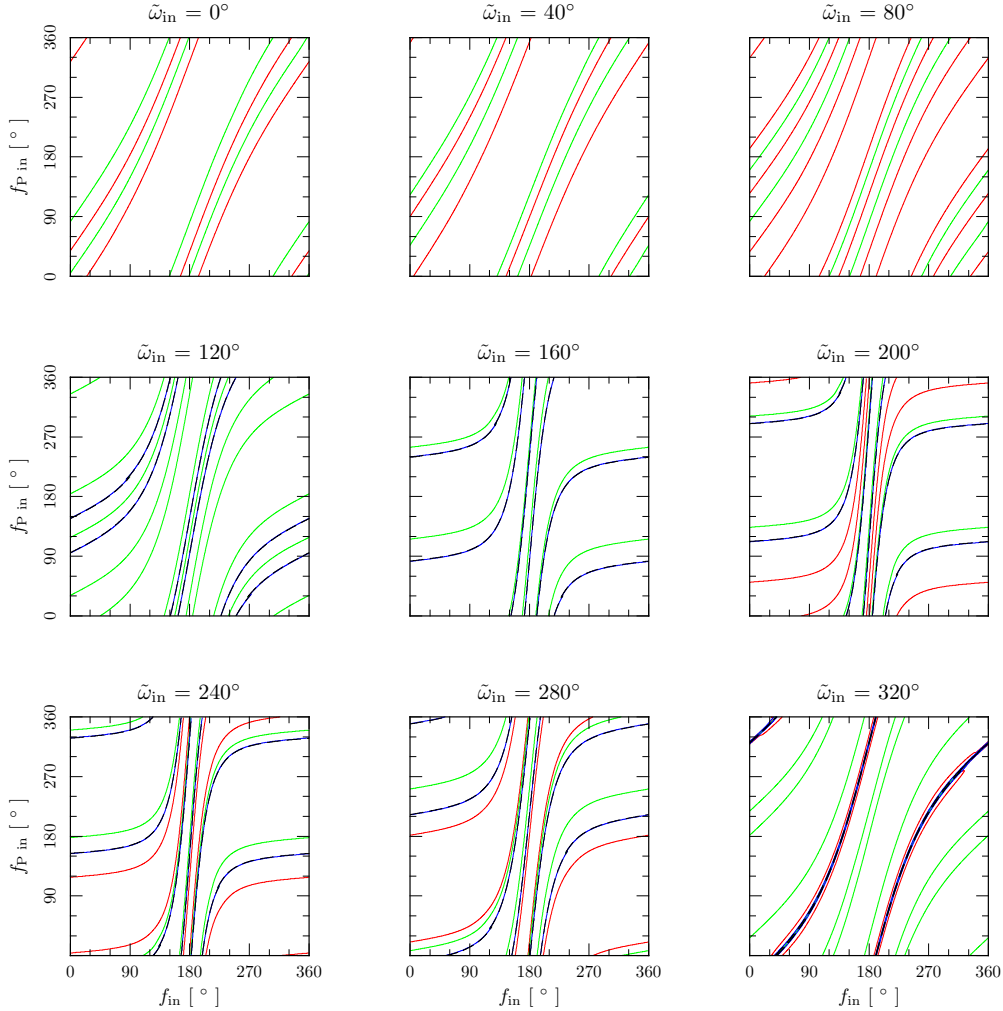 ω̃in = 0° ω̃in = 40° ω̃in = 80°
360
270
180
90
0
fP in [ ° ]
ω̃in = 120° ω̃in = 160° ω̃in = 200°
360
270
180
90
0
fP in [ ° ]
ω̃in = 240° ω̃in = 280° ω̃in = 320°
360
270
180
90
fP in [ ° ]
0 90 180 270 360 0 90 180 270 360 0 90 180 270 360
fin [ ° ] fin [ ° ] fin [ ° ]